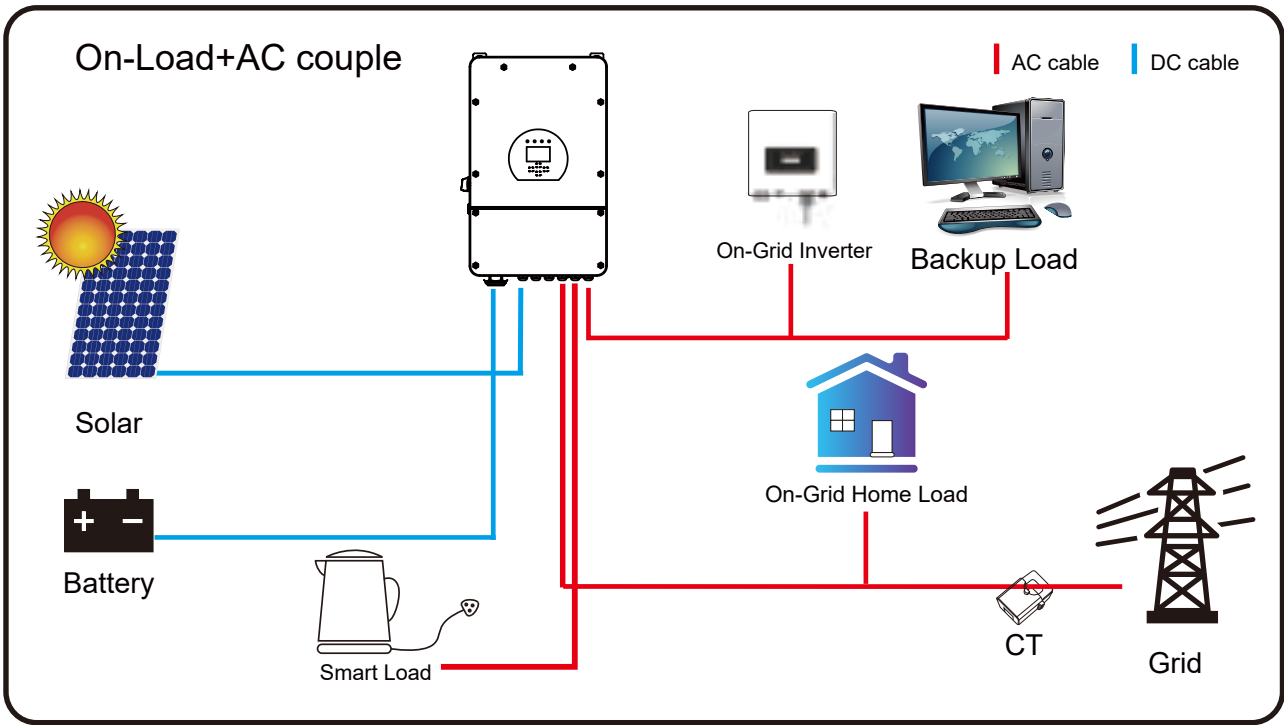 On-Load+AC couple
AC cable
DC cable
On-Grid Inverter
Backup Load
Solar
On-Grid Home Load
Battery
+ −
Smart Load
CT
Grid